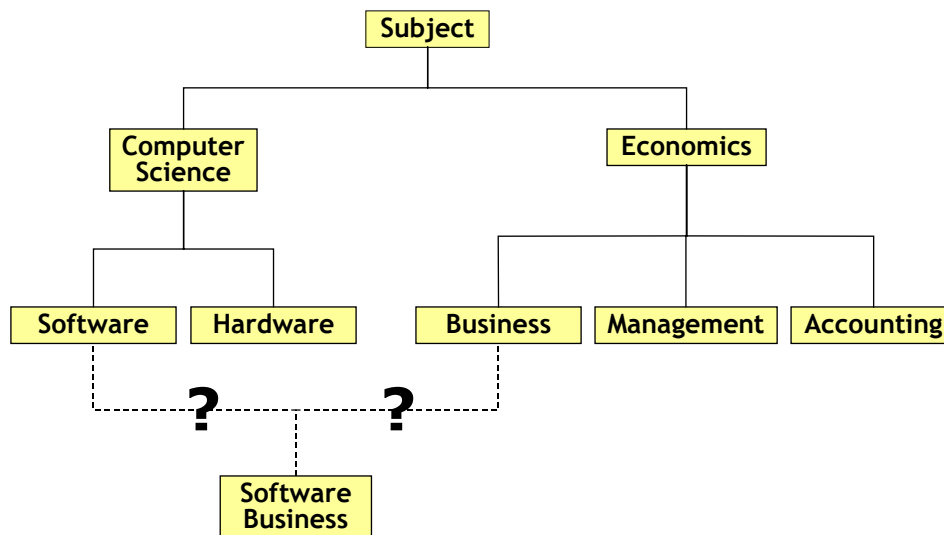 Subject
Computer
Science
Economics
Software
Hardware
Business
Management
Accounting
?
?
Software
Business